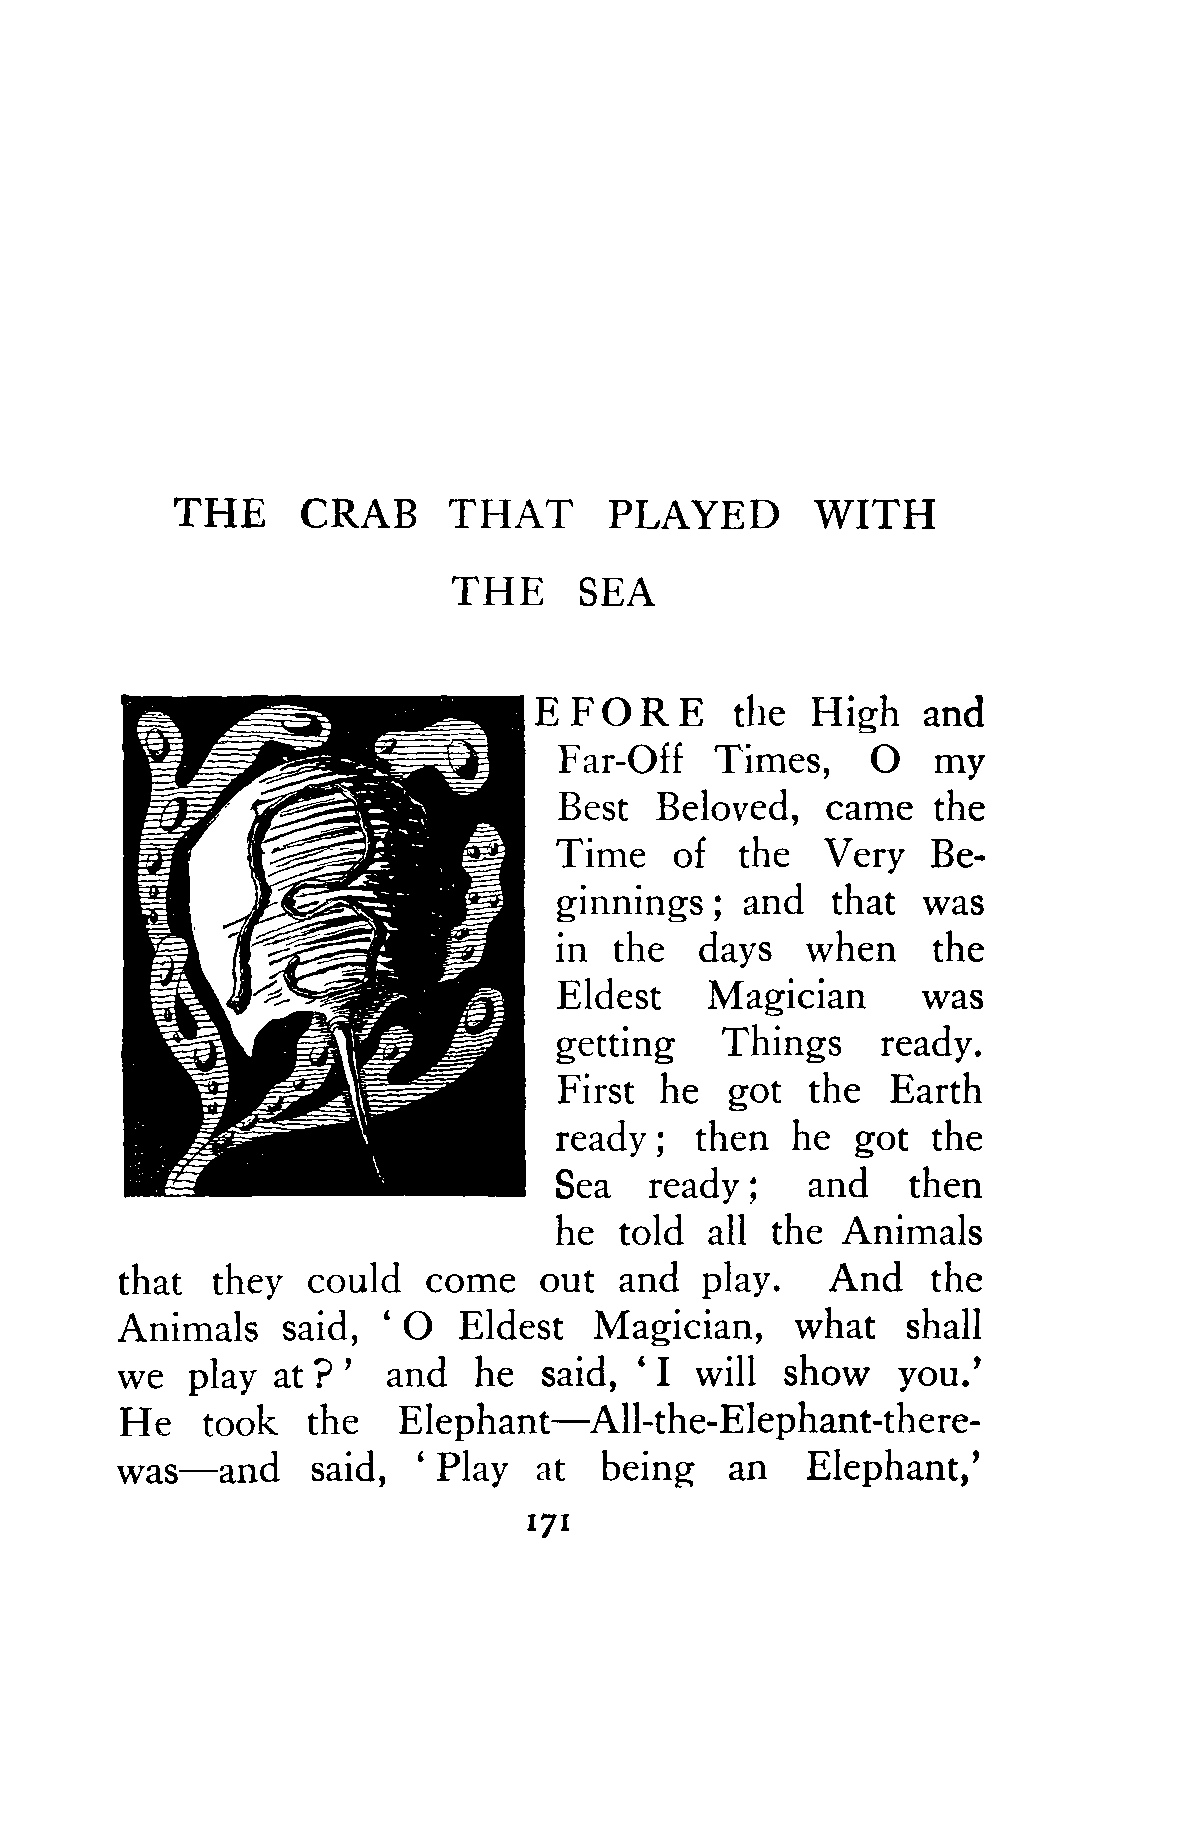 THE CRAB THAT PLAYED WITH
THE SEA
BEFORE the High and
Far-Off Times, O my
Best Beloved, came the
Time of the Very Be-
ginnings; and that was
in the days when the
Eldest Magician was
getting Things ready.
First he got the Earth
ready; then he got the
Sea ready; and then
he told all the Animals
that they could come out and play. And the
Animals said, ‘O Eldest Magician, what shall
we play at?’ and he said, ‘I will show you.’
He took the Elephant—All-the-Elephant-there-
was—and said, ‘Play at being an Elephant,’
171